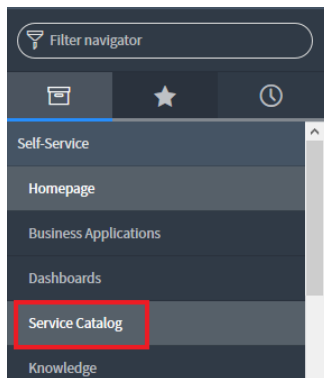 Filter navigator
Self-Service
Homepage
Business Applications
Dashboards
Service Catalog
Knowledge